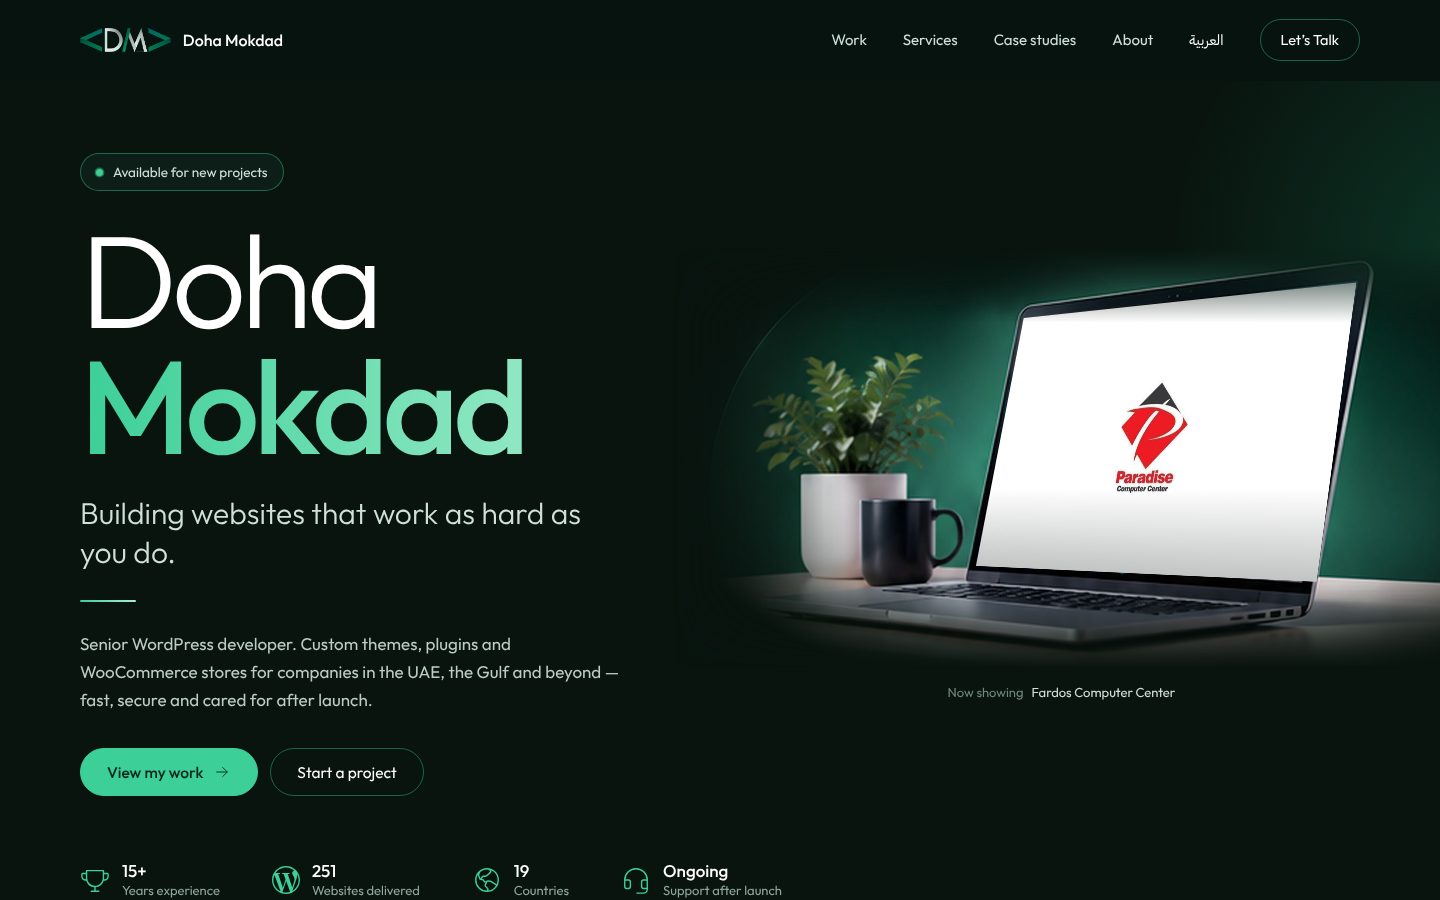 <DM>
Doha Mokdad
Work
Services
Case studies
About
العربية
Let's Talk
Available for new projects
Doha
Mokdad
Building websites that work as hard as
you do.
Senior WordPress developer. Custom themes, plugins and
WooCommerce stores for companies in the UAE, the Gulf and beyond —
fast, secure and cared for after launch.
View my work →
Start a project
Paradise
Computer Center
Now showing Fardos Computer Center
15+
Years experience
251
Websites delivered
19
Countries
Ongoing
Support after launch